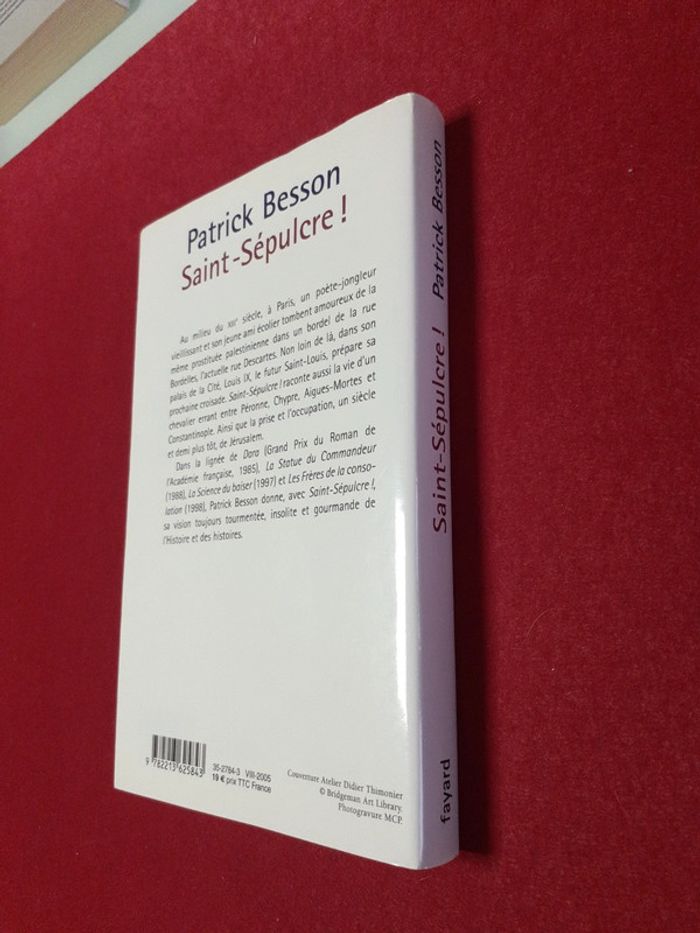 Patrick Besson
Saint-Sépulcre !
Au milieu du XIIIe siècle, à Paris, un poète-jongleur
vieillissant et son jeune ami écolier tombent amoureux de la
même prostituée palestinienne dans un bordel de la rue
Bordelles, l'actuelle rue Descartes. Non loin de là, dans son
palais de la Cité, Louis IX, le futur Saint-Louis, prépare sa
prochaine croisade. Saint-Sépulcre ! raconte aussi la vie d'un
chevalier errant entre Péronne, Chypre, Aigues-Mortes et
Constantinople. Ainsi que la prise et l'occupation, un siècle
et demi plus tôt, de Jérusalem.
Dans la lignée de Dara (Grand Prix du Roman de
l'Académie française, 1985), La Statue du Commandeur
(1988), La Science du baiser (1997) et Les Frères de la conso-
lation (1998), Patrick Besson donne, avec Saint-Sépulcre !,
sa vision toujours tourmentée, insolite et gourmande de
l'Histoire et des histoires.
9 782213 625843
35-2784-3 VIII-2005
19 € prix TTC France
Couverture Atelier Didier Thimonier
© Bridgeman Art Library.
Photogravure MCP.
fayard
Saint-Sépulcre !
Patrick Besson